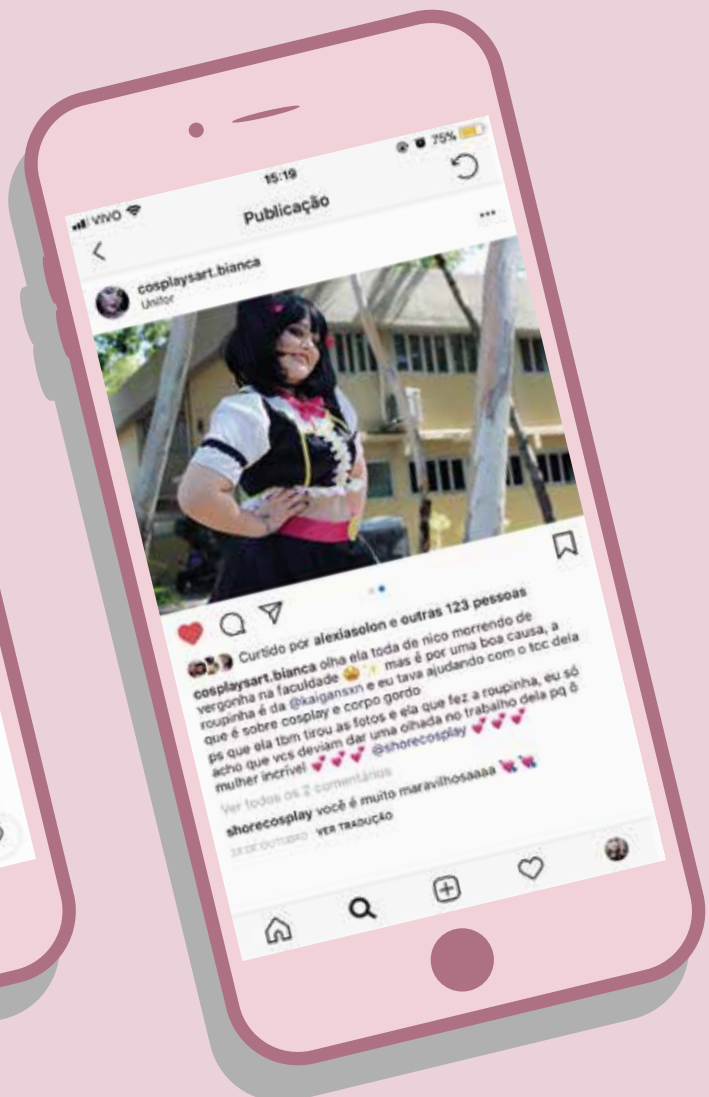 VIVO
15:19
75%
Publicação
cosplaysart.bianca
Unifor
Curtido por alexiasolon e outras 123 pessoas
cosplaysart.bianca olha ela toda de nico morrendo de
vergonha na faculdade 😩✨ mas é por uma boa causa, a
roupinha é da @kaigansxn e eu tava ajudando com o tcc dela
que é sobre cosplay e corpo gordo
ps que ela tbm tirou as fotos e ela que fez a roupinha, eu só
acho que vcs deviam dar uma olhada no trabalho dela pq ô
mulher incrível 💕💕💕 @shorecosplay 💕💕💕
Ver todos os 2 comentários
shorecosplay você é muito maravilhosaaaa 💘💘
DE OUTUBRO VER TRADUÇÃO